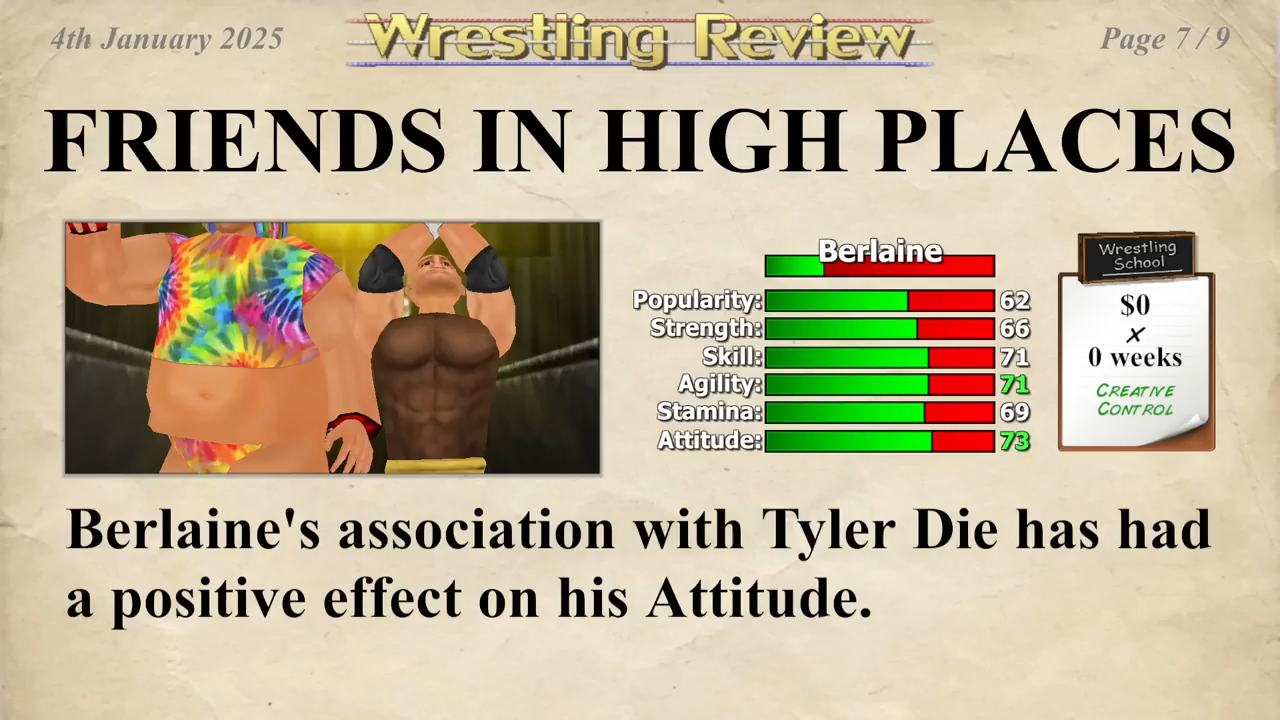 4th January 2025
Wrestling Review
Page 7 / 9
FRIENDS IN HIGH PLACES
Berlaine
Popularity: 62
Strength: 66
Skill: 71
Agility: 71
Stamina: 69
Attitude: 73
Wrestling
School
$0
x
0 weeks
CREATIVE
CONTROL
Berlaine's association with Tyler Die has had
a positive effect on his Attitude.